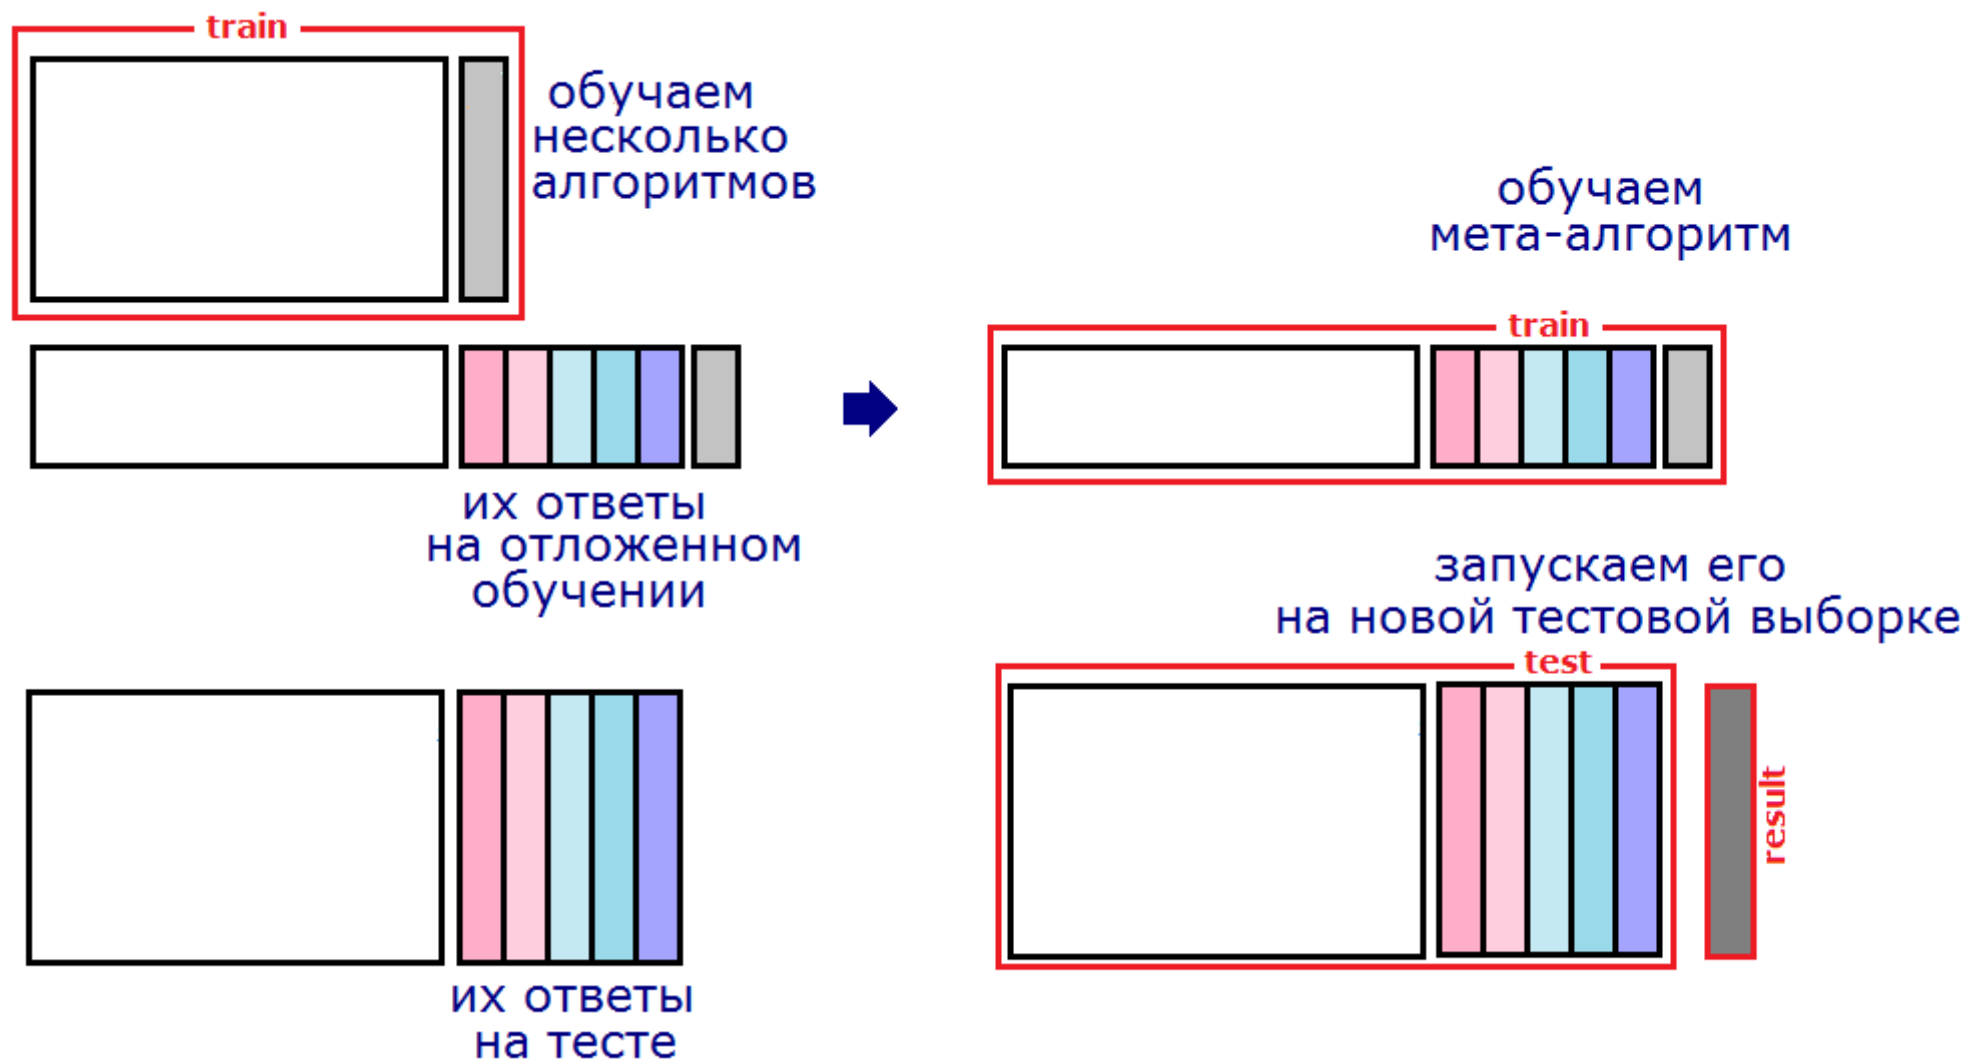 train
обучаем
несколько
алгоритмов
их ответы
на отложенном
обучении
их ответы
на тесте
обучаем
мета-алгоритм
train
запускаем его
на новой тестовой выборке
test
result